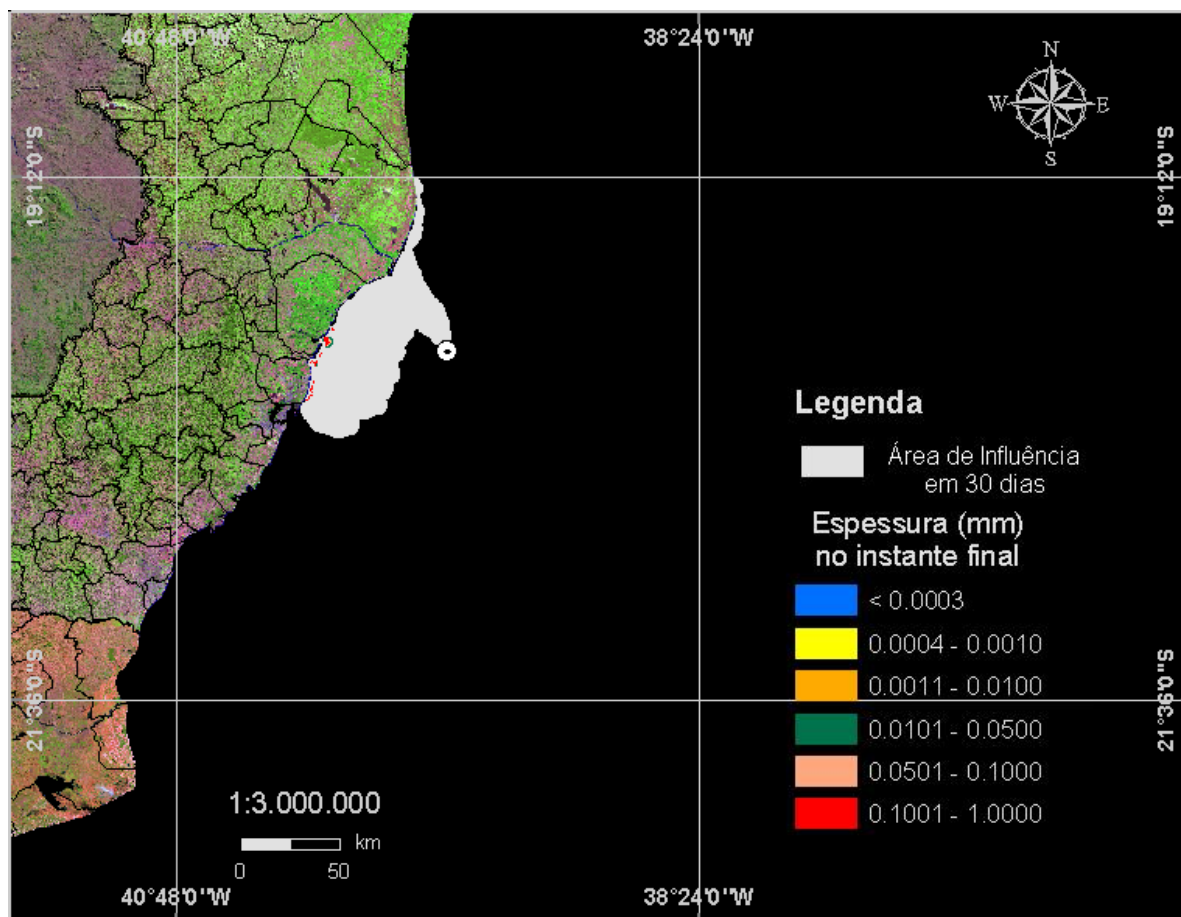 40°48'0"W
38°24'0"W
N
W
E
S
19°12'0"S
19°12'0"S
Legenda
Área de Influência
em 30 dias
Espessura (mm)
no instante final
< 0.0003
0.0004 - 0.0010
0.0011 - 0.0100
0.0101 - 0.0500
0.0501 - 0.1000
0.1001 - 1.0000
21°36'0"S
21°36'0"S
1:3.000.000
km
0
50
40°48'0"W
38°24'0"W